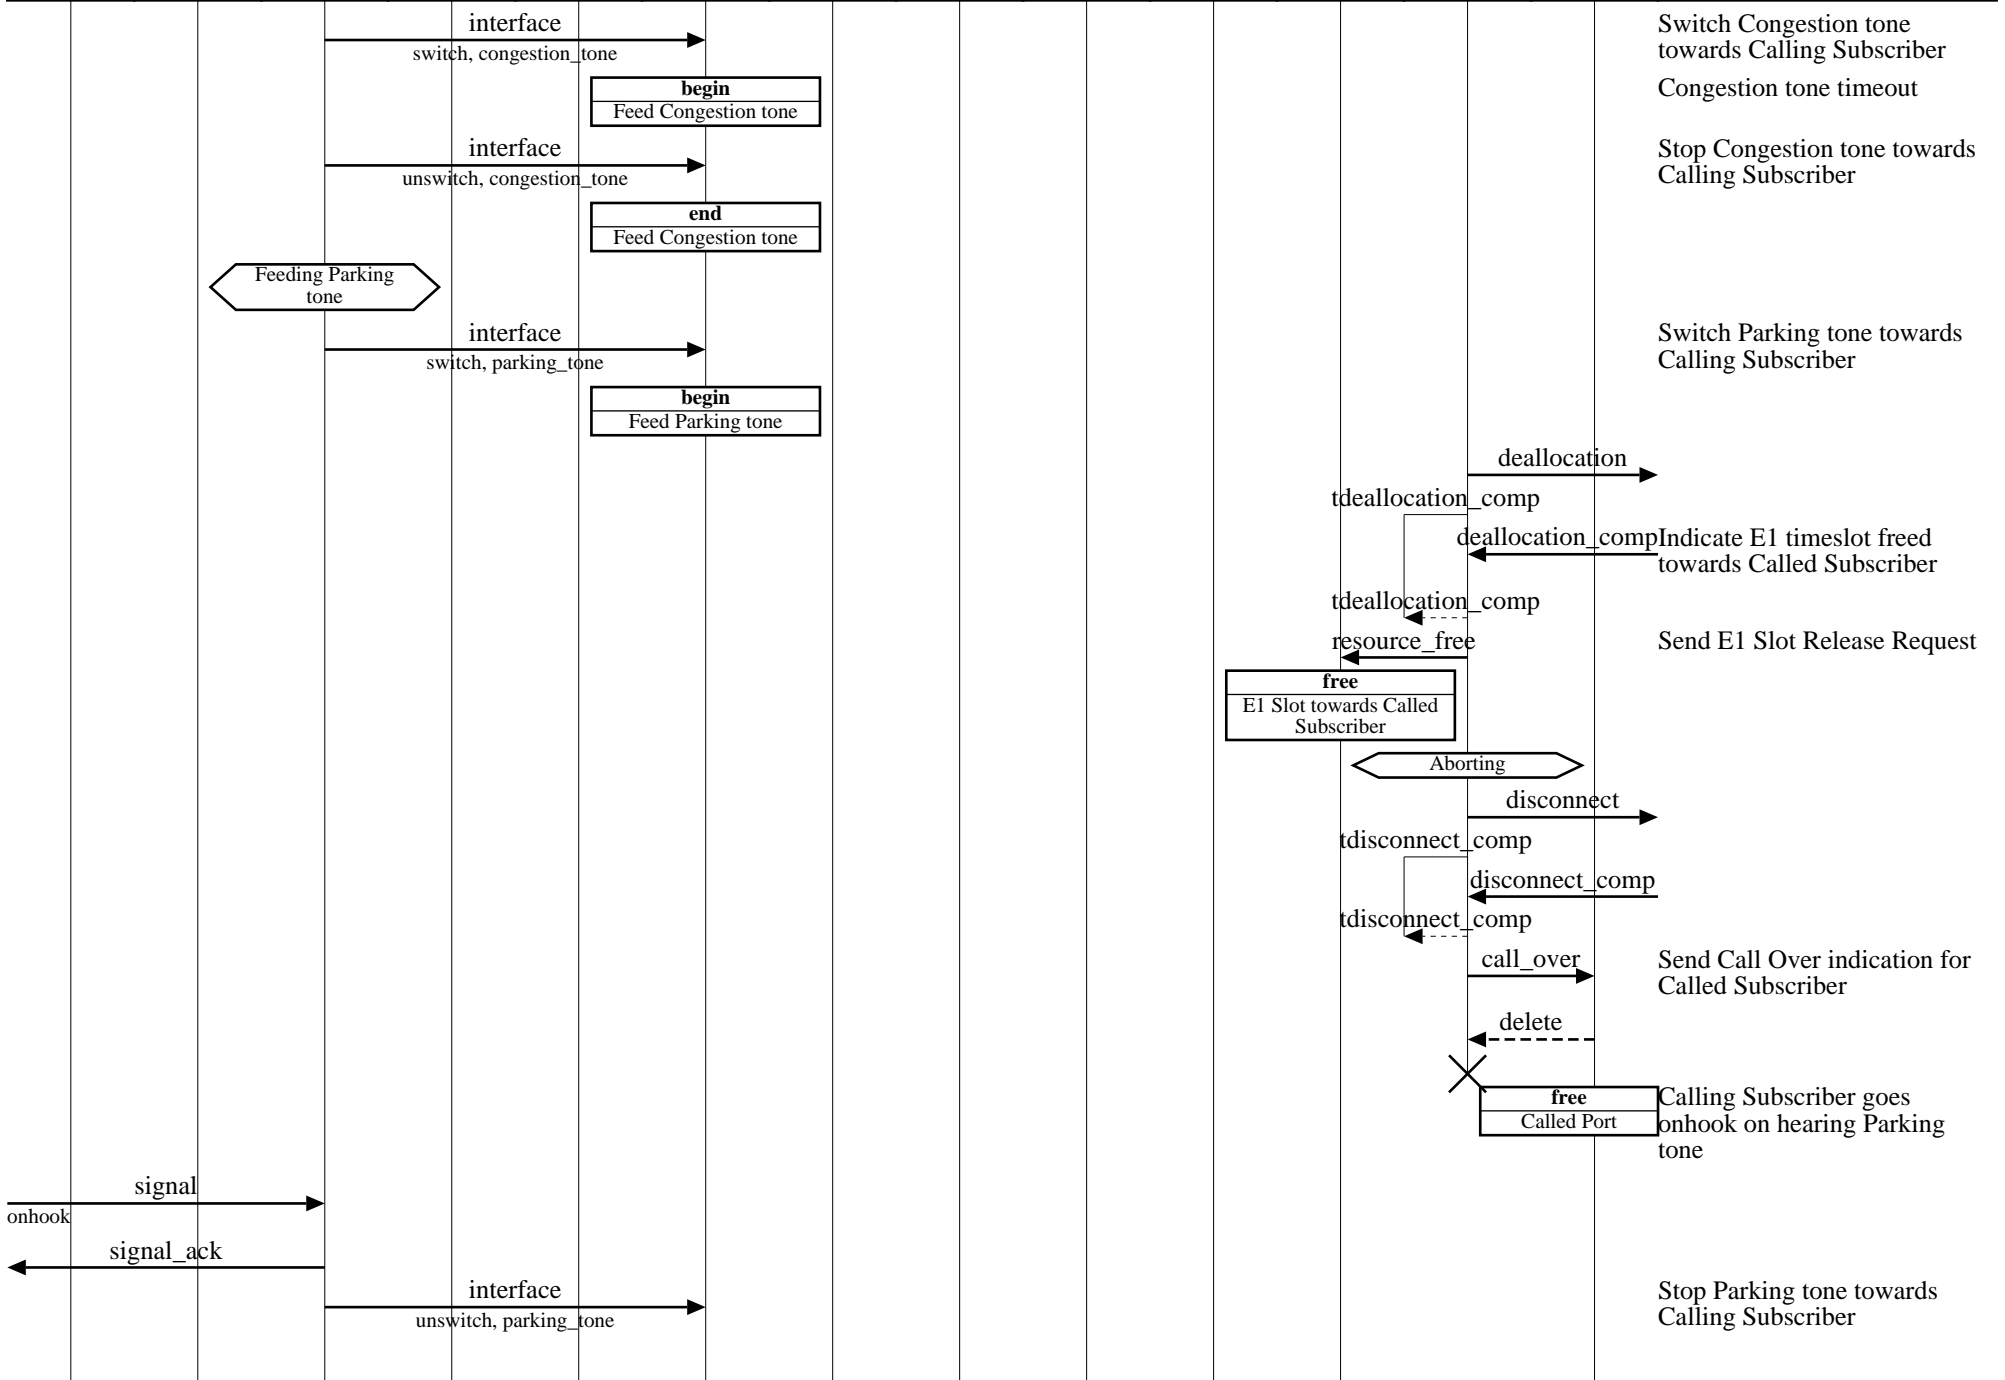 interface
switch, congestion_tone
Switch Congestion tone
towards Calling Subscriber
begin
Feed Congestion tone
Congestion tone timeout
interface
unswitch, congestion_tone
Stop Congestion tone towards
Calling Subscriber
end
Feed Congestion tone
Feeding Parking
tone
interface
switch, parking_tone
Switch Parking tone towards
Calling Subscriber
begin
Feed Parking tone
deallocation
tdeallocation_comp
deallocation_comp
Indicate E1 timeslot freed
towards Called Subscriber
tdeallocation_comp
resource_free
Send E1 Slot Release Request
free
E1 Slot towards Called
Subscriber
Aborting
disconnect
tdisconnect_comp
disconnect_comp
tdisconnect_comp
call_over
Send Call Over indication for
Called Subscriber
delete
free
Called Port
Calling Subscriber goes
onhook on hearing Parking
tone
signal
onhook
signal_ack
interface
unswitch, parking_tone
Stop Parking tone towards
Calling Subscriber